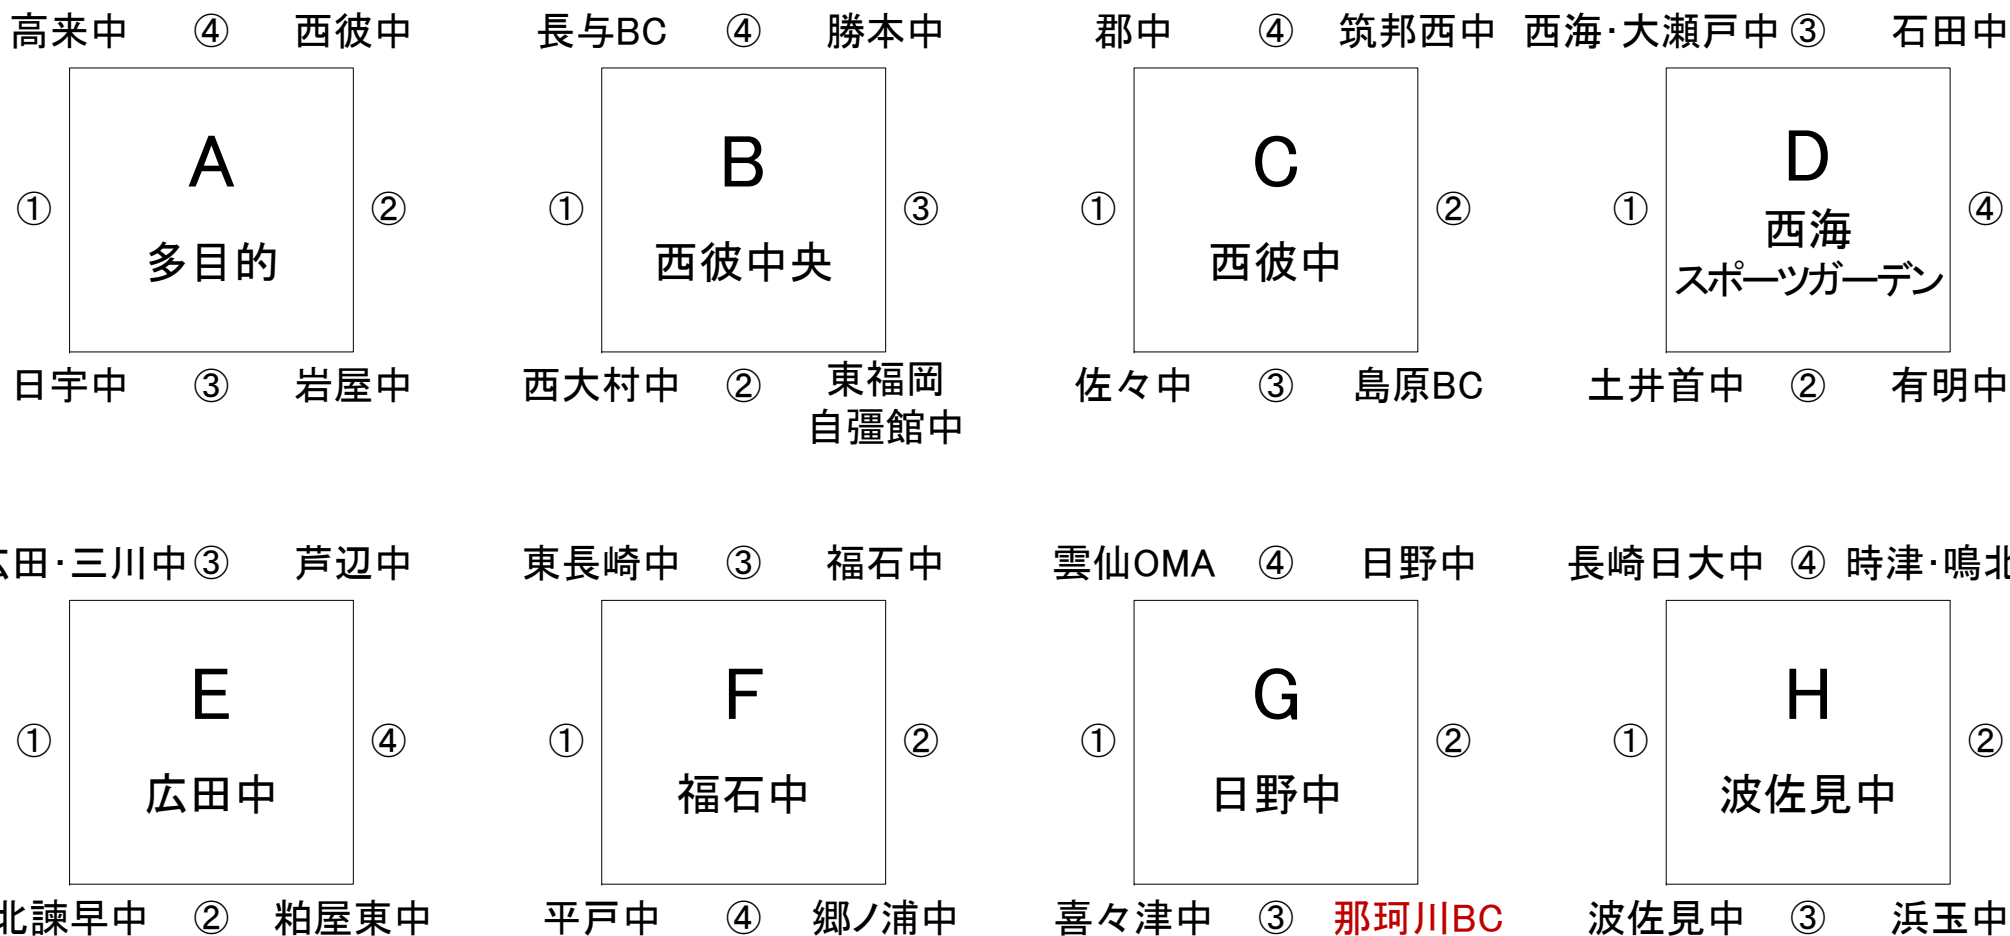 高来中 ④ 西彼中 長与BC ④ 勝本中 郡中 ④ 筑邦西中 西海・大瀬戸中 ③ 石田中
A B C D
① ② ① ③ ① ② ① ④
多目的 西彼中央 西彼中 西海
スポーツガーデン
日宇中 ③ 岩屋中 西大村中 ② 東福岡 佐々中 ③ 島原BC 土井首中 ② 有明中
自彊館中
田・三川中 ③ 芦辺中 東長崎中 ③ 福石中 雲仙OMA ④ 日野中 長崎日大中 ④ 時津・鳴北
E F G H
① ④ ① ② ① ② ① ②
広田中 福石中 日野中 波佐見中
北諫早中 ② 粕屋東中 平戸中 ④ 郷ノ浦中 喜々津中 ③ 那珂川BC 波佐見中 ③ 浜玉中